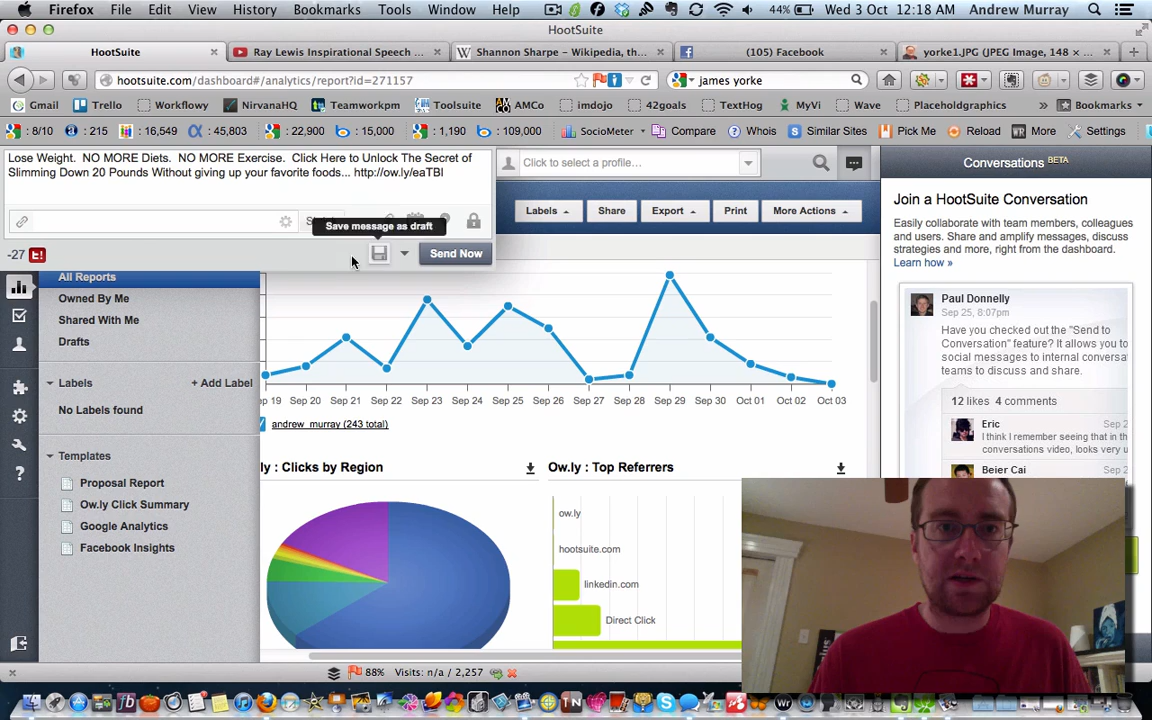 Firefox File Edit View History Bookmarks Tools Window Help 44% Wed 3 Oct 12:18 AM Andrew Murray
HootSuite
HootSuite × Ray Lewis Inspirational Speech ... × Shannon Sharpe - Wikipedia, th... × (105) Facebook × yorke1.JPG (JPEG Image, 148 × ... ×
hootsuite.com/dashboard#/analytics/report?id=271157 james yorke
Gmail Trello Workflowy NirvanaHQ Teamworkpm Toolsuite AMCo imdojo 42goals TextHog MyVi Wave Placeholdgraphics » Bookmarks
: 8/10 : 215 : 16,549 : 45,803 : 22,900 : 15,000 : 1,190 : 109,000 SocioMeter Compare Whois Similar Sites Pick Me Reload More Settings
Lose Weight. NO MORE Diets. NO MORE Exercise. Click Here to Unlock The Secret of
Slimming Down 20 Pounds Without giving up your favorite foods... http://ow.ly/eaTBI
Click to select a profile...
Save message as draft
-27
Send Now
Labels Share Export Print More Actions
Conversations BETA
Join a HootSuite Conversation
Easily collaborate with team members, colleagues
and users. Share and amplify messages, discuss
strategies and more, right from the dashboard.
Learn how »
Paul Donnelly
Sep 25, 8:07pm
Have you checked out the "Send to
Conversation" feature? It allows you to
social messages to internal conversa
teams to discuss and share.
12 likes 4 comments
Eric Sep 2
I think I remember seeing that in th
conversations video, looks very u
Beier Cai Sep 2
All Reports
Owned By Me
Shared With Me
Drafts
Labels + Add Label
No Labels found
Templates
Proposal Report
Ow.ly Click Summary
Google Analytics
Facebook Insights
p 19 Sep 20 Sep 21 Sep 22 Sep 23 Sep 24 Sep 25 Sep 26 Sep 27 Sep 28 Sep 29 Sep 30 Oct 01 Oct 02 Oct 03
andrew_murray (243 total)
ly : Clicks by Region
Ow.ly : Top Referrers
ow.ly
hootsuite.com
linkedin.com
Direct Click
× 88% Visits: n/a / 2,257